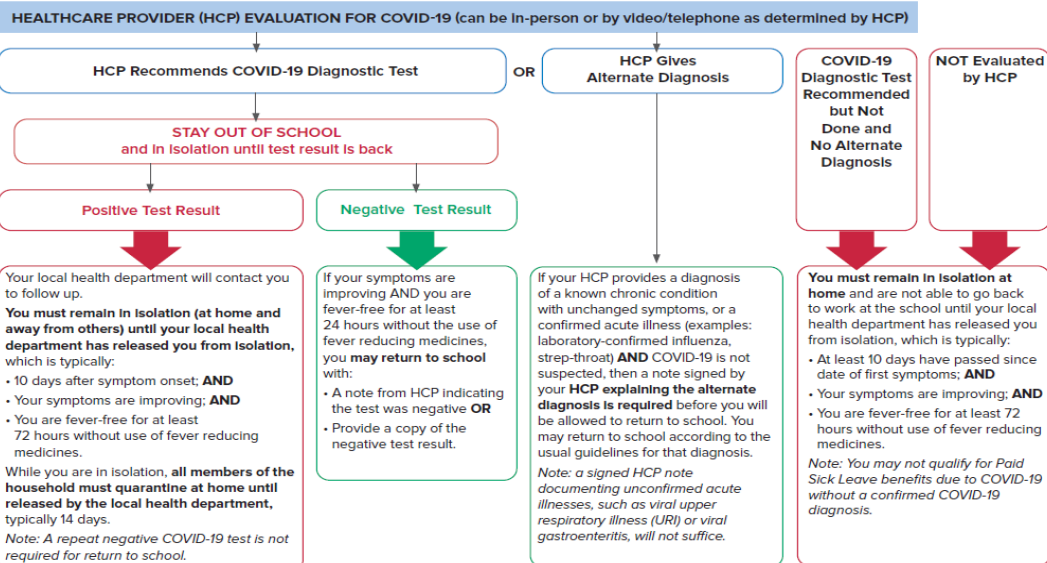 HEALTHCARE PROVIDER (HCP) EVALUATION FOR COVID-19 (can be in-person or by video/telephone as determined by HCP)
HCP Recommends COVID-19 Diagnostic Test
OR
HCP Gives
Alternate Diagnosis
COVID-19
Diagnostic Test
Recommended
but Not
Done and
No Alternate
Diagnosis
NOT Evaluated
by HCP
STAY OUT OF SCHOOL
and in isolation until test result is back
Positive Test Result
Negative Test Result
Your local health department will contact you
to follow up.
You must remain in isolation (at home and
away from others) until your local health
department has released you from isolation,
which is typically:
• 10 days after symptom onset; AND
• Your symptoms are improving; AND
• You are fever-free for at least
72 hours without use of fever reducing
medicines.
While you are in isolation, all members of the
household must quarantine at home until
released by the local health department,
typically 14 days.
Note: A repeat negative COVID-19 test is not
required for return to school.
If your symptoms are
improving AND you are
fever-free for at least
24 hours without the use of
fever reducing medicines,
you may return to school
with:
• A note from HCP indicating
the test was negative OR
• Provide a copy of the
negative test result.
If your HCP provides a diagnosis
of a known chronic condition
with unchanged symptoms, or a
confirmed acute illness (examples:
laboratory-confirmed influenza,
strep-throat) AND COVID-19 is not
suspected, then a note signed by
your HCP explaining the alternate
diagnosis is required before you will
be allowed to return to school. You
may return to school according to the
usual guidelines for that diagnosis.
Note: a signed HCP note
documenting unconfirmed acute
illnesses, such as viral upper
respiratory illness (URI) or viral
gastroenteritis, will not suffice.
You must remain in isolation at
home and are not able to go back
to work at the school until your local
health department has released you
from isolation, which is typically:
• At least 10 days have passed since
date of first symptoms; AND
• Your symptoms are improving; AND
• You are fever-free for at least 72
hours without use of fever reducing
medicines.
Note: You may not qualify for Paid
Sick Leave benefits due to COVID-19
without a confirmed COVID-19
diagnosis.